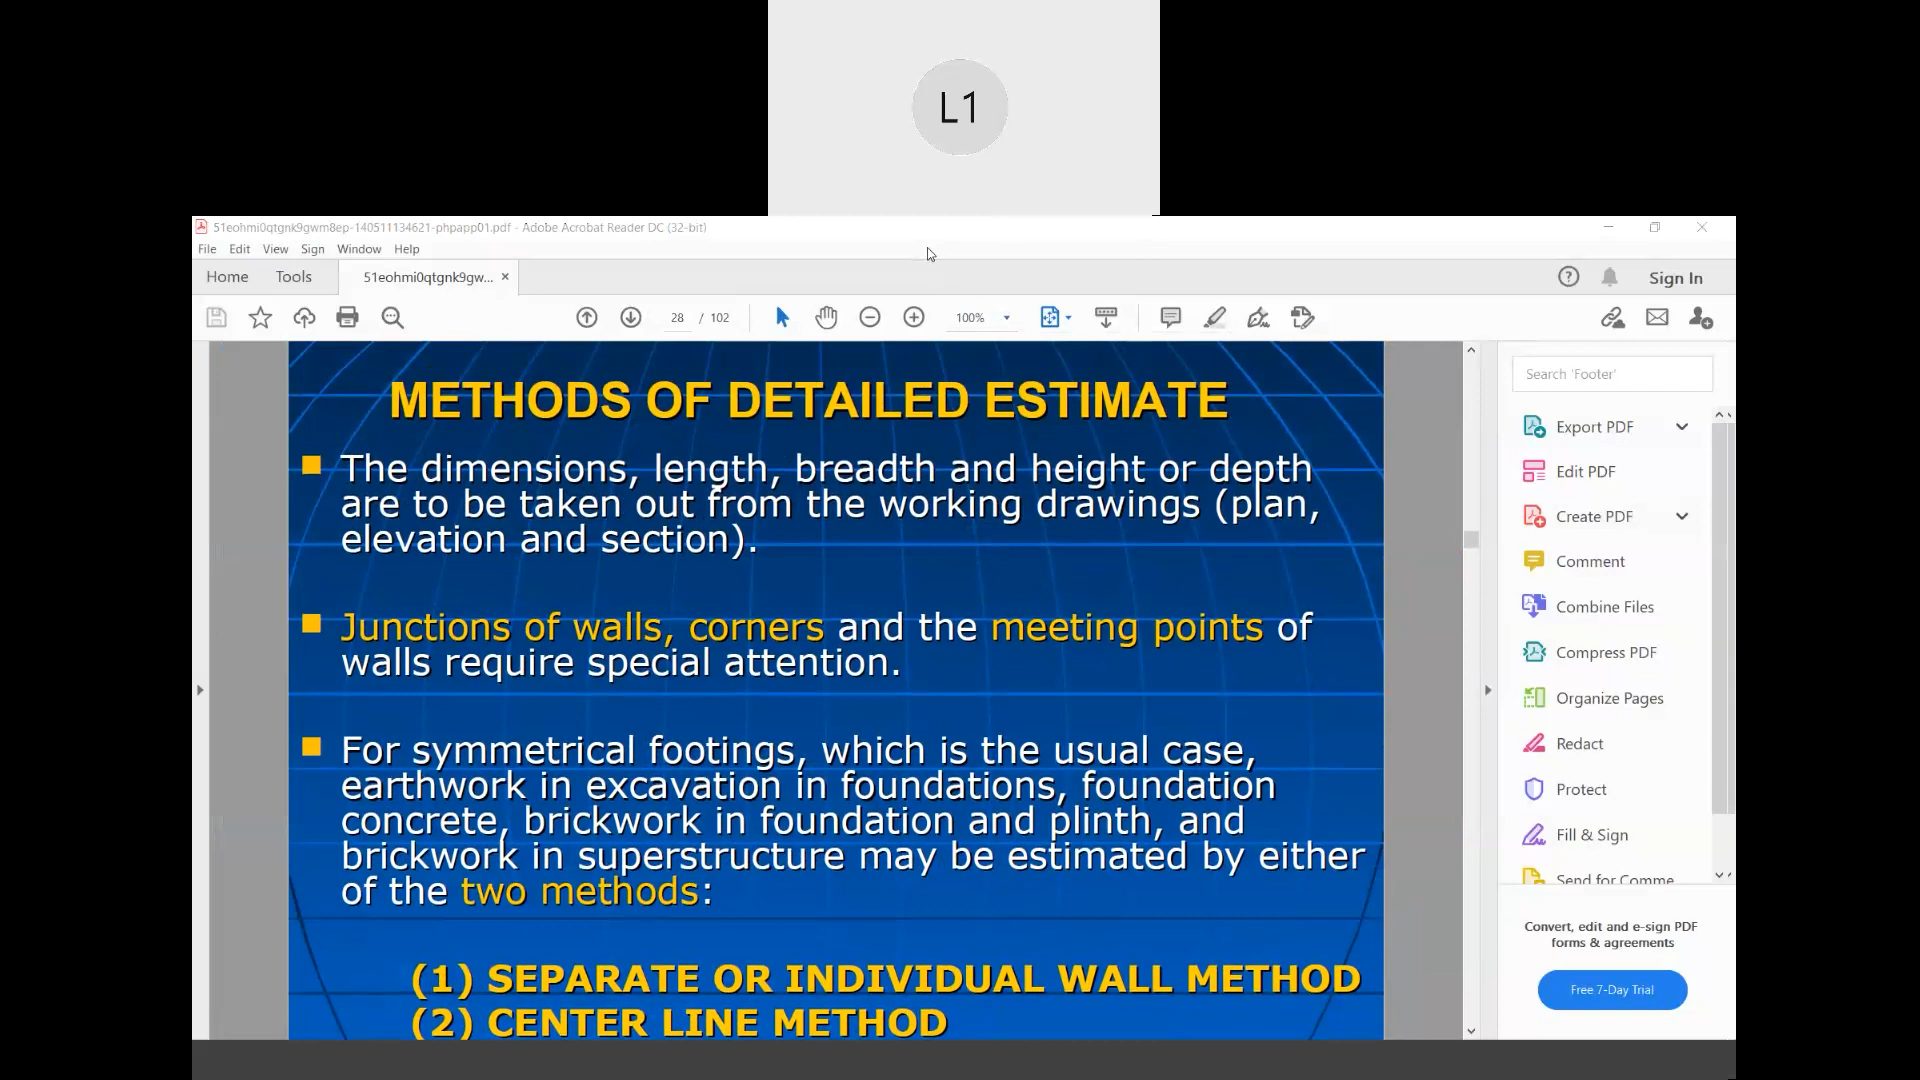 L1
51eohmi0qtgnk9gwm8ep-140511134621-phpapp01.pdf - Adobe Acrobat Reader DC (32-bit)
File Edit View Sign Window Help
Home Tools 51eohmi0qtgnk9gw... × Sign In
28 / 102 100%
METHODS OF DETAILED ESTIMATE
The dimensions, length, breadth and height or depth
are to be taken out from the working drawings (plan,
elevation and section).
Junctions of walls, corners and the meeting points of
walls require special attention.
For symmetrical footings, which is the usual case,
earthwork in excavation in foundations, foundation
concrete, brickwork in foundation and plinth, and
brickwork in superstructure may be estimated by either
of the two methods:
(1) SEPARATE OR INDIVIDUAL WALL METHOD
(2) CENTER LINE METHOD
Search 'Footer'
Export PDF
Edit PDF
Create PDF
Comment
Combine Files
Compress PDF
Organize Pages
Redact
Protect
Fill & Sign
Send for Comme
Convert, edit and e-sign PDF
forms & agreements
Free 7-Day Trial